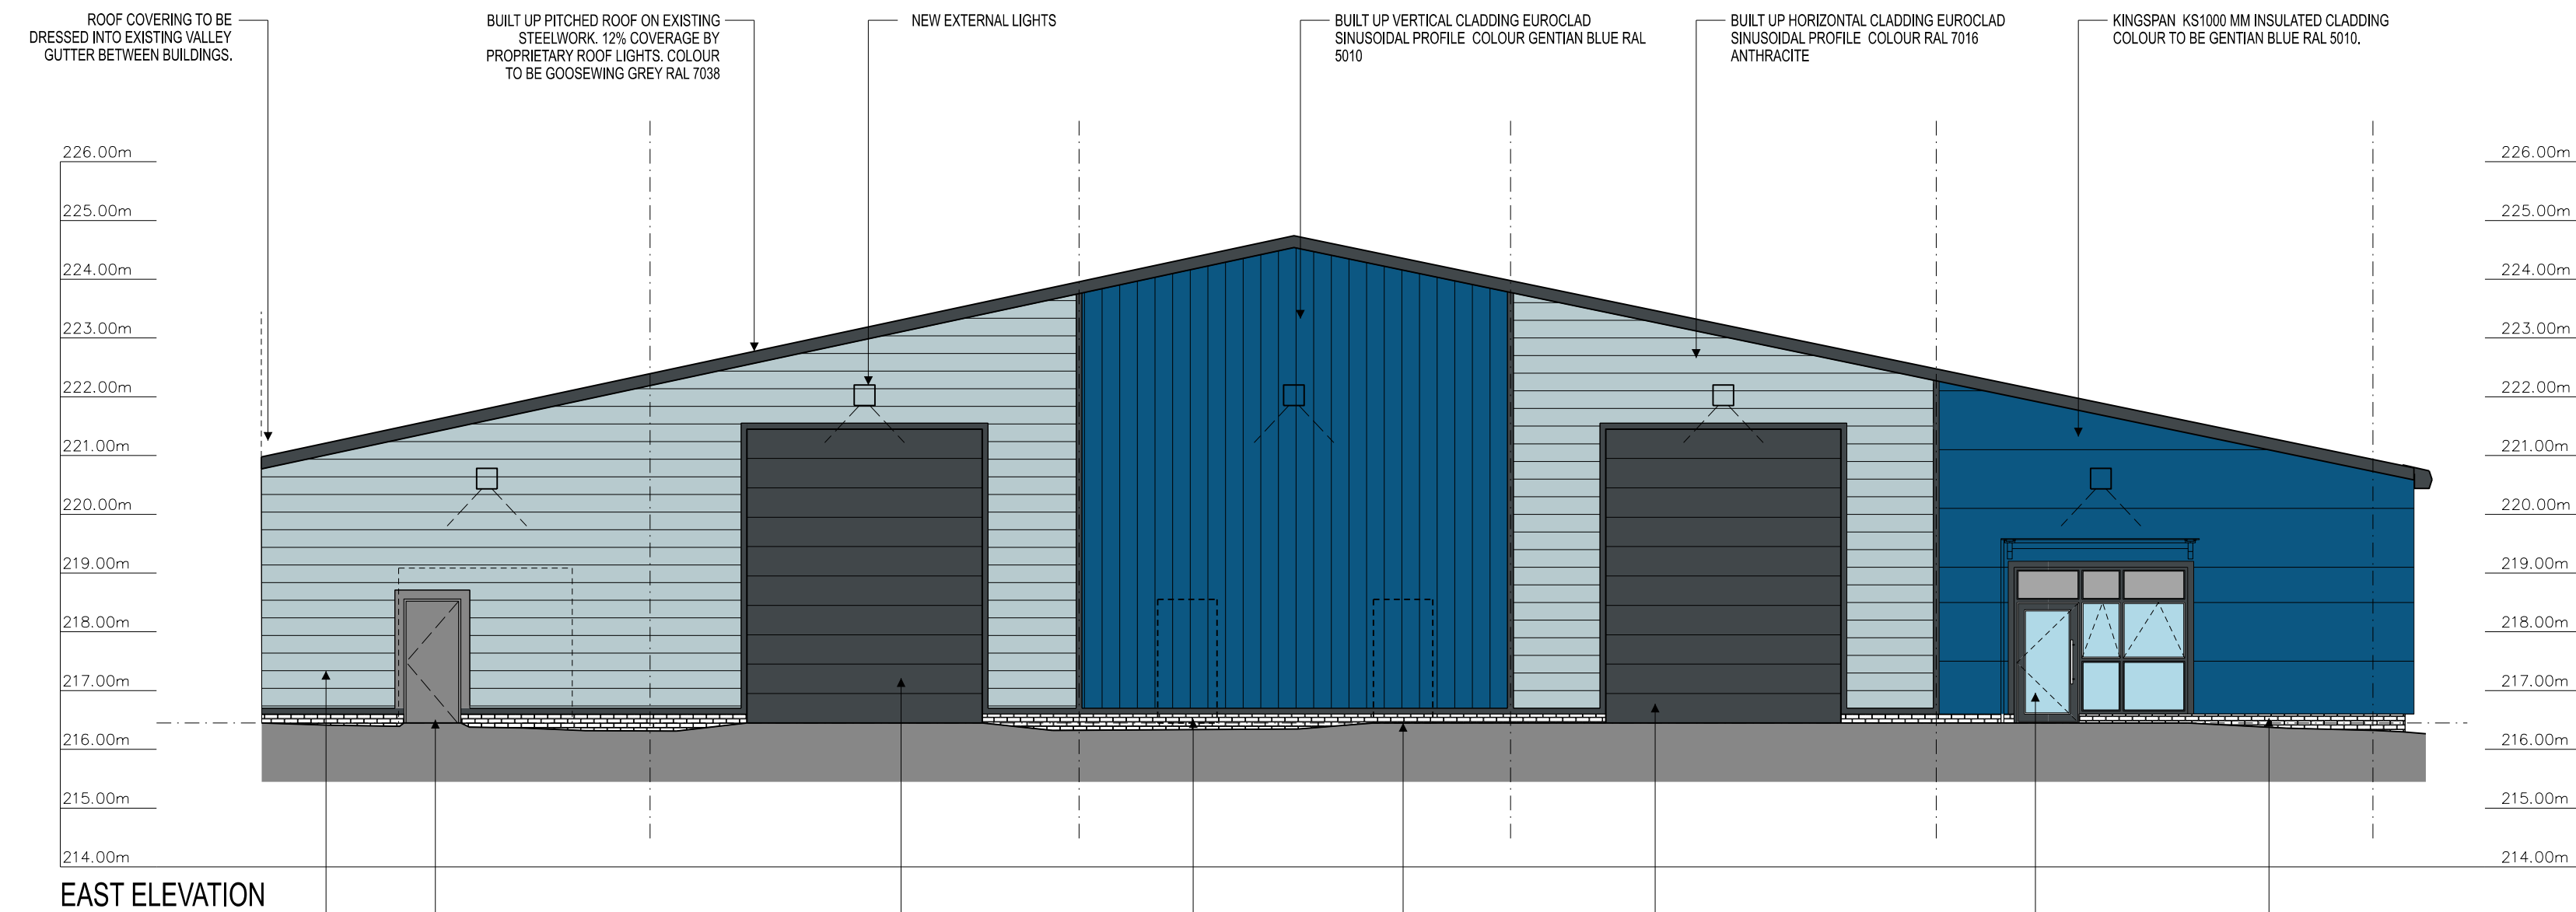 ROOF COVERING TO BE
DRESSED INTO EXISTING VALLEY
GUTTER BETWEEN BUILDINGS.
BUILT UP PITCHED ROOF ON EXISTING
STEELWORK. 12% COVERAGE BY
PROPRIETARY ROOF LIGHTS. COLOUR
TO BE GOOSEWING GREY RAL 7038
NEW EXTERNAL LIGHTS
BUILT UP VERTICAL CLADDING EUROCLAD
SINUSOIDAL PROFILE COLOUR GENTIAN BLUE RAL
5010
BUILT UP HORIZONTAL CLADDING EUROCLAD
SINUSOIDAL PROFILE COLOUR RAL 7016
ANTHRACITE
KINGSPAN KS1000 MM INSULATED CLADDING
COLOUR TO BE GENTIAN BLUE RAL 5010.
226.00m
225.00m
224.00m
223.00m
222.00m
221.00m
220.00m
219.00m
218.00m
217.00m
216.00m
215.00m
214.00m
226.00m
225.00m
224.00m
223.00m
222.00m
221.00m
220.00m
219.00m
218.00m
217.00m
216.00m
215.00m
214.00m
EAST ELEVATION